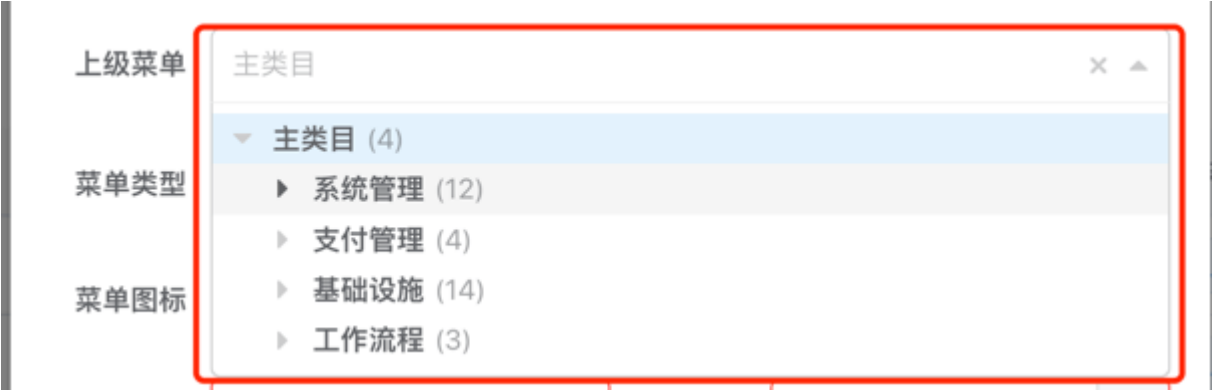 上级菜单 主类目
主类目 (4)
菜单类型
系统管理 (12)
支付管理 (4)
基础设施 (14)
菜单图标
工作流程 (3)